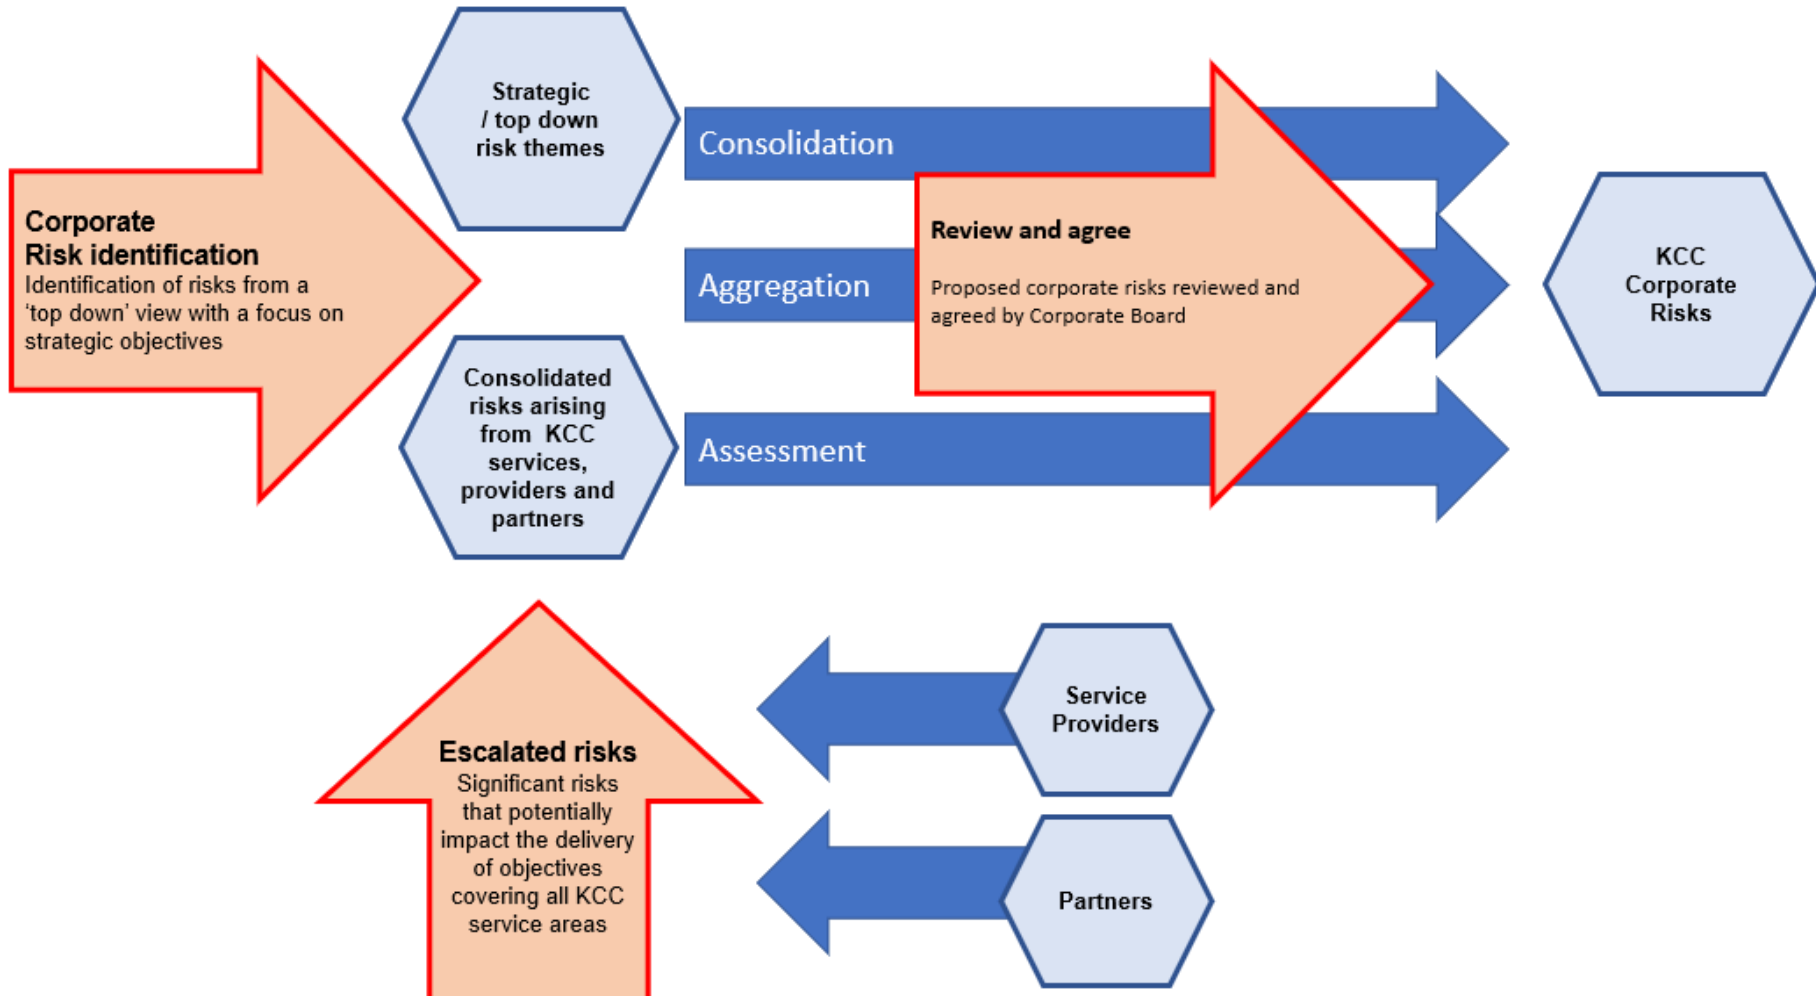 Strategic
/ top down
risk themes
Corporate
Risk identification
Identification of risks from a
‘top down’ view with a focus on
strategic objectives
Consolidated
risks arising
from KCC
services,
providers and
partners
Consolidation
Aggregation
Assessment
Review and agree
Proposed corporate risks reviewed and
agreed by Corporate Board
KCC
Corporate
Risks
Escalated risks
Significant risks
that potentially
impact the delivery
of objectives
covering all KCC
service areas
Service
Providers
Partners